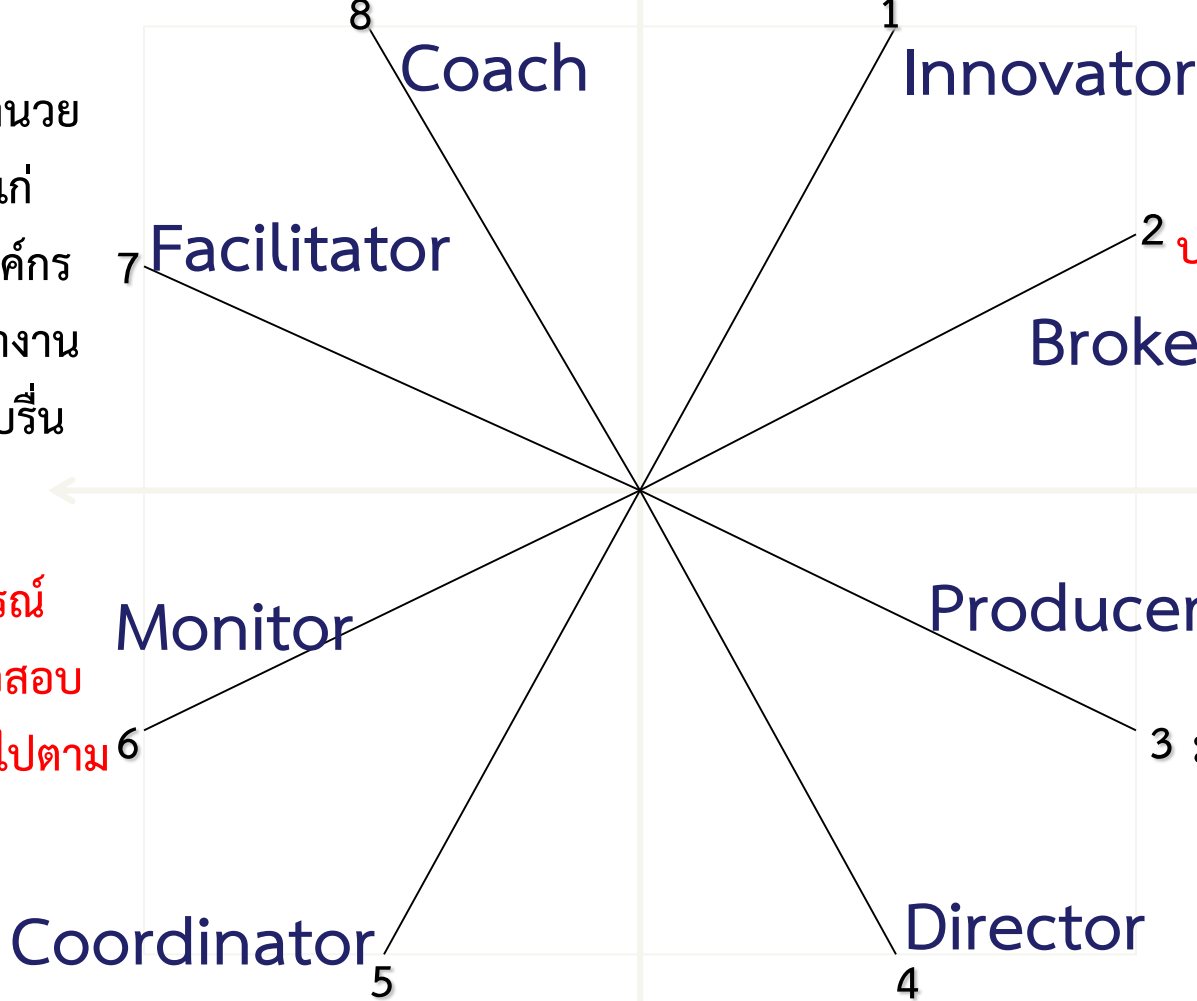 8
1
Coach
Innovator
นวย
แก่
Facilitator
2
7
ค์กร
งาน
บรื่น
Monitor
รณ์
สอบ
ไปตาม
6
Producer
3
Coordinator
Director
5
4